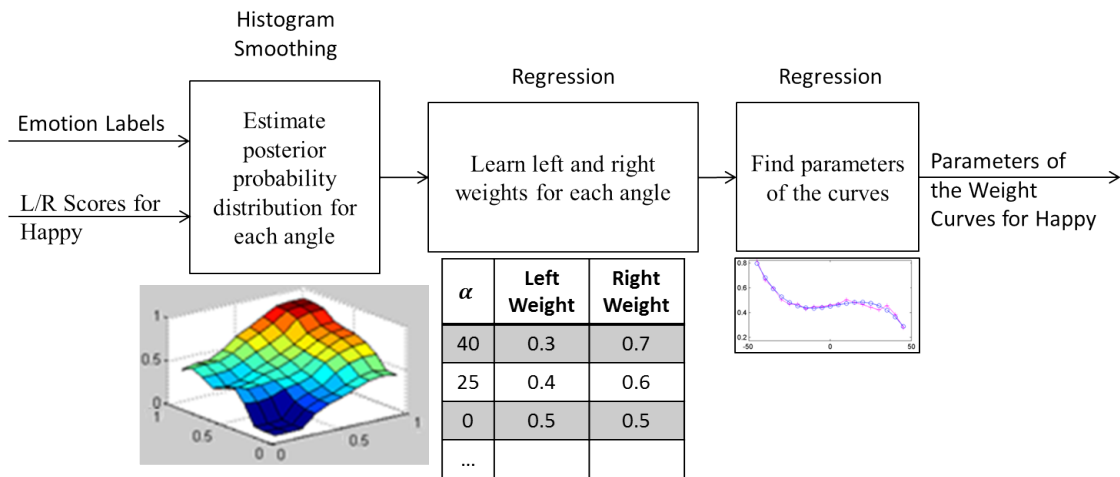 Histogram
Smoothing
Regression
Regression
Emotion Labels
L/R Scores for
Happy
Estimate
posterior
probability
distribution for
each angle
Learn left and right
weights for each angle
Find parameters
of the curves
Parameters of
the Weight
Curves for Happy
1
0.5
0
1
0.5
0
0
0.5
1
α Left Weight Right Weight
40 0.3 0.7
25 0.4 0.6
0 0.5 0.5
...
0.8
0.6
0.4
0.2
-50 0 50